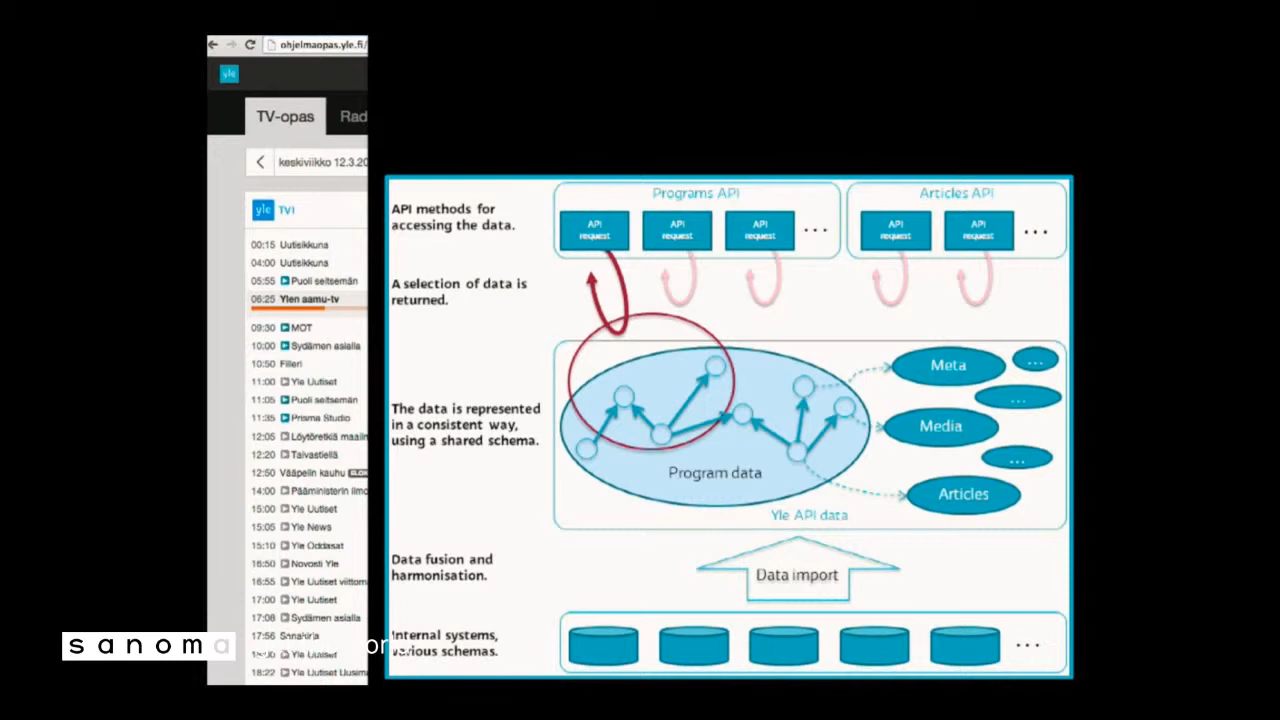 ohjelmaopas.yle.fi/
yle
TV-opas
Rad
keskiviikko 12.3.20
yle TV1
00:15 Uutisikkuna
04:00 Uutisikkuna
05:55 Puoli seitsemän
06:25 Ylen aamu-tv
09:30 MOT
10:00 Sydämen asialla
10:50 Filleri
11:00 Yle Uutiset
11:05 Puoli seitsemän
11:35 Prisma Studio
12:05 Löytöretkiä maailm
12:20 Taivastiellä
12:50 Vääpelin kauhu
14:00 Pääministerin ilmo
15:00 Yle Uutiset
15:05 Yle News
15:10 Yle Oddasat
16:50 Novosti Yle
16:55 Yle Uutiset viittoma
17:00 Yle Uutiset
17:08 Sydämen asialla
17:56
Yle Uutiset
18:22 Yle Uutiset Uusima
sanoma
API methods for
accessing the data.
Programs API
API
request
API
request
API
request
...
Articles API
API
request
API
request
...
A selection of data is
returned.
The data is represented
in a consistent way,
using a shared schema.
Program data
Meta
...
...
Media
...
Articles
Yle API data
Data fusion and
harmonisation.
Data import
Internal systems,
various schemas.
...